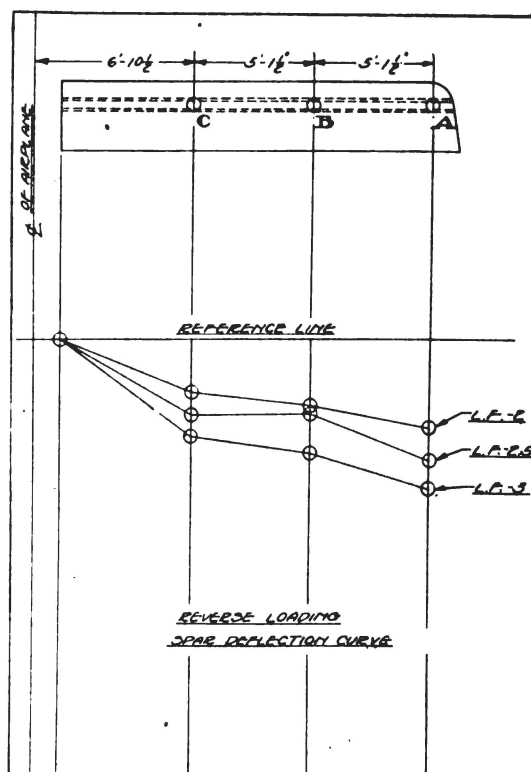 6'-10½" 5'-1½" 5'-1½"
C B A
℄ OF AIRPLANE
REFERENCE LINE
L.F.-2
L.F.-2.5
L.F.-3
REVERSE LOADING
SPAR DEFLECTION CURVE